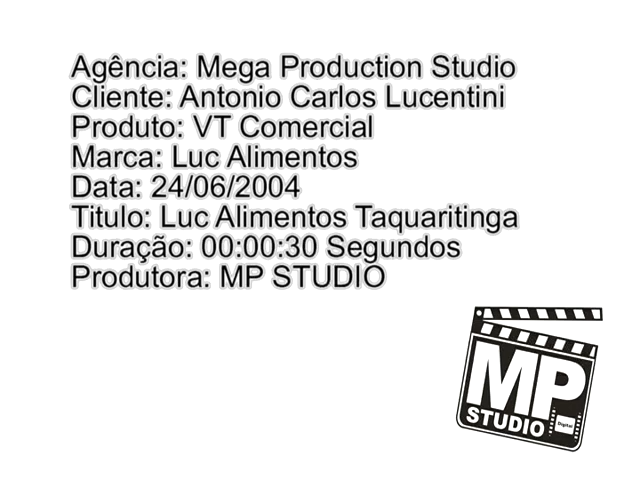 Agência: Mega Production Studio
Cliente: Antonio Carlos Lucentini
Produto: VT Comercial
Marca: Luc Alimentos
Data: 24/06/2004
Titulo: Luc Alimentos Taquaritinga
Duração: 00:00:30 Segundos
Produtora: MP STUDIO
MP
STUDIO
Digital